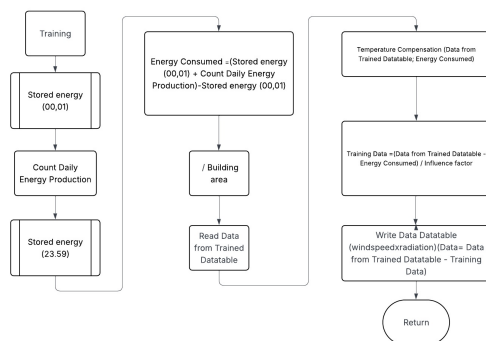 Training
Stored energy
(00,01)
Count Daily
Energy Production
Stored energy
(23.59)
Energy Consumed =(Stored energy
(00,01) + Count Daily Energy
Production)-Stored energy (00,01)
/ Building
area
Read Data
from Trained
Datatable
Temperature Compensation (Data from
Trained Datatable; Energy Consumed)
Training Data =(Data from Trained Datatable -
Energy Consumed) / Influence factor
Write Data Datatable
(windspeedxradiation)(Data= Data
from Trained Datatable - Training
Data)
Return